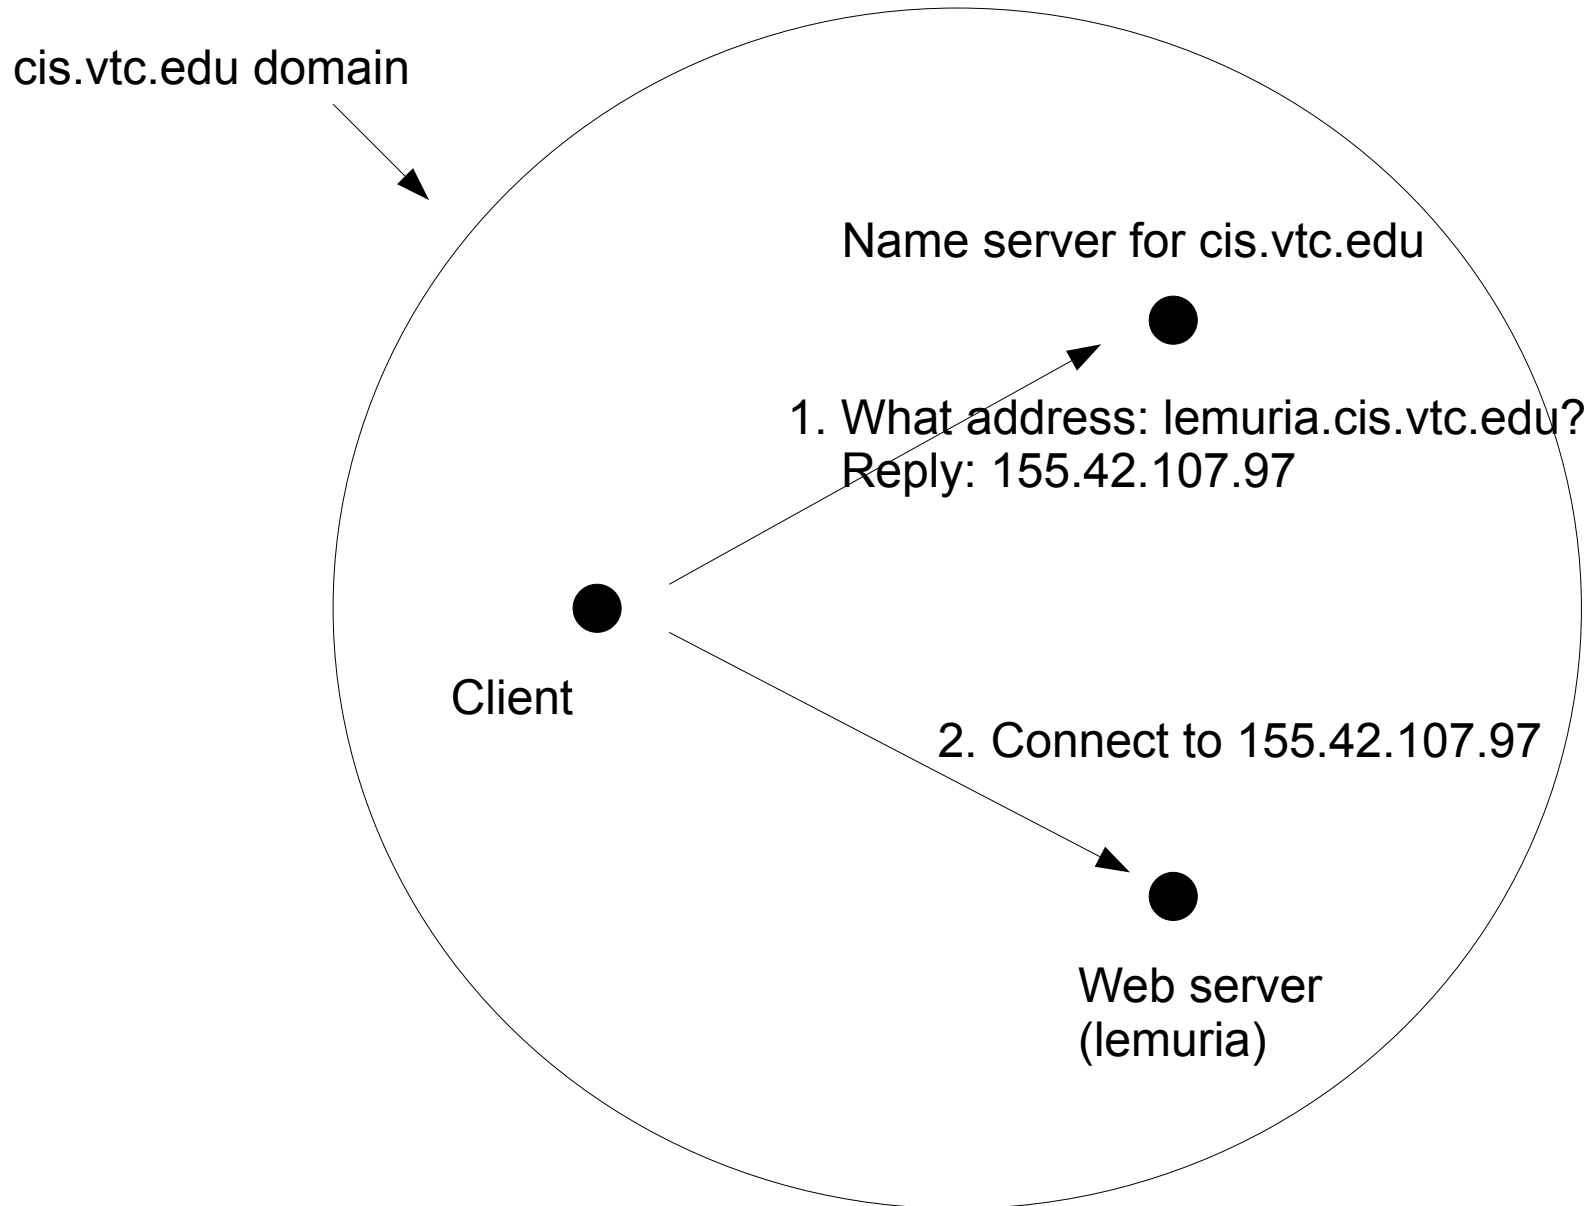 cis.vtc.edu domain
Name server for cis.vtc.edu
1. What address: lemuria.cis.vtc.edu?
Reply: 155.42.107.97
Client
2. Connect to 155.42.107.97
Web server
(lemuria)